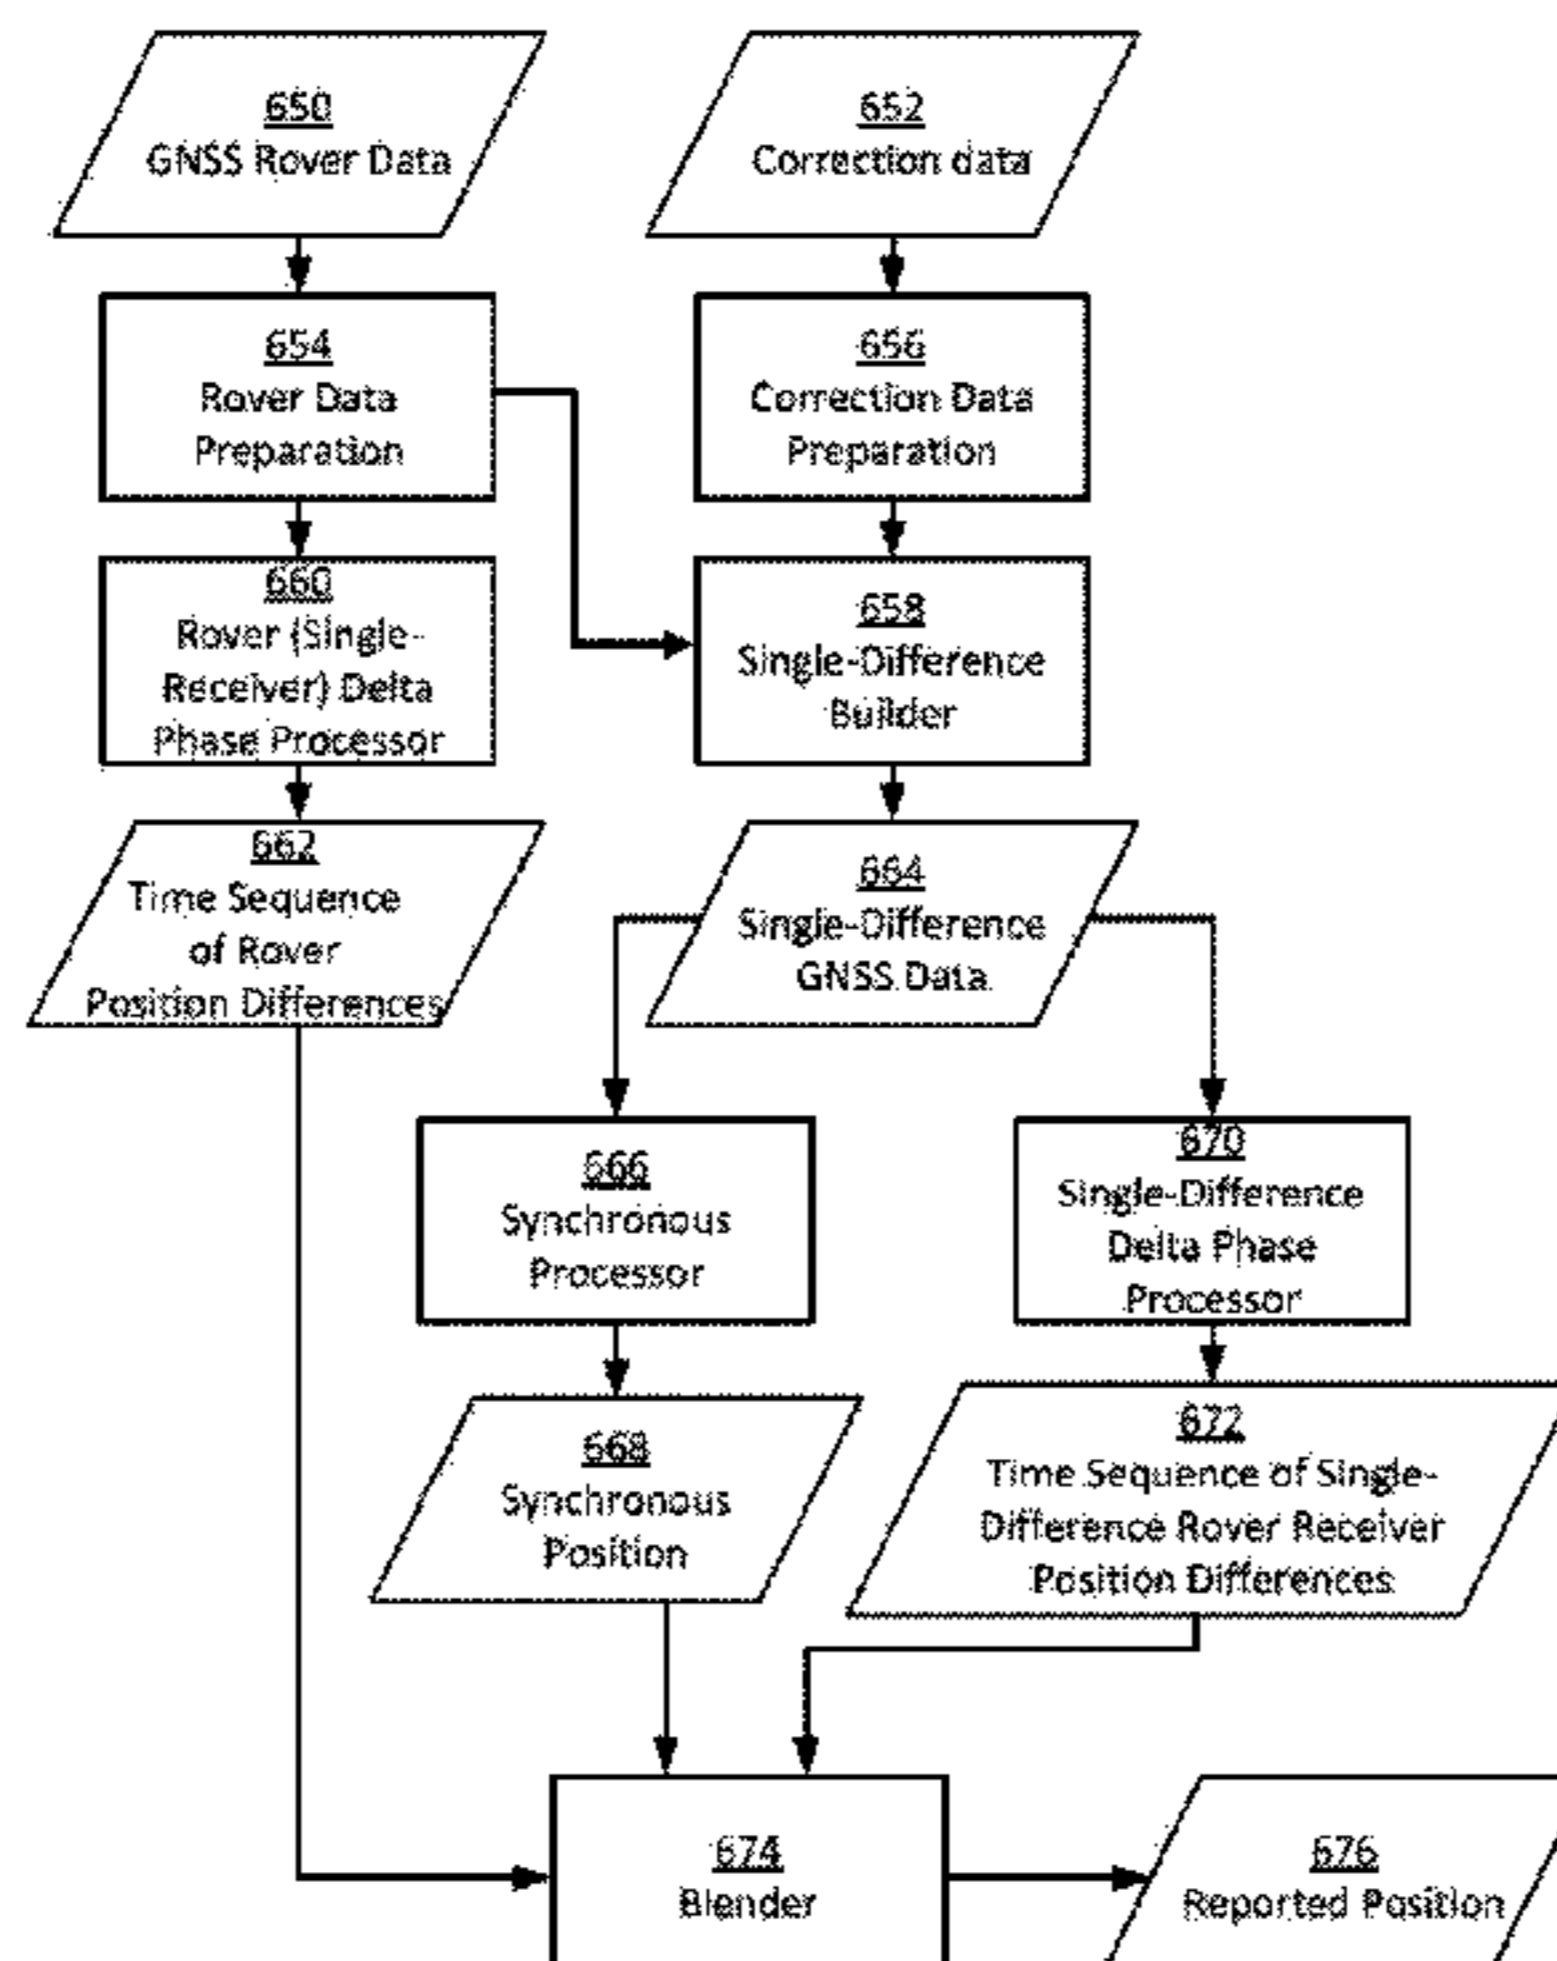 650
GNSS Rover Data
652
Correction data
654
Rover Data
Preparation
656
Correction Data
Preparation
660
Rover (Single-
Receiver) Delta
Phase Processor
658
Single-Difference
Builder
662
Time Sequence
of Rover
Position Differences
664
Single-Difference
GNSS Data
666
Synchronous
Processor
670
Single-Difference
Delta Phase
Processor
668
Synchronous
Position
672
Time Sequence of Single-
Difference Rover Receiver
Position Differences
674
Blender
676
Reported Position